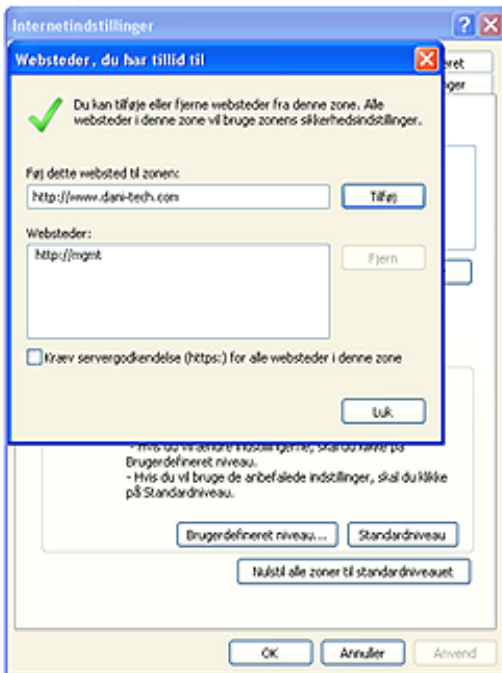 Internetindstillinger
Websteder, du har tillid til
Du kan tilføje eller fjerne websteder fra denne zone. Alle
websteder i denne zone vil bruge zonens sikkerhedsindstillinger.
Føj dette websted til zonen:
http://www.dani-tech.com
Tilføj
Websteder:
http://mgmt
Fjern
Kræv servergodkendelse (https:) for alle websteder i denne zone
Luk
- Hvis du vil ændre indstillingerne, skal du klikke på
Brugerdefineret niveau.
- Hvis du vil bruge de anbefalede indstillinger, skal du klikke
på Standardniveau.
Brugerdefineret niveau...
Standardniveau
Nulstil alle zoner til standardniveauet
OK
Annuller
Anvend